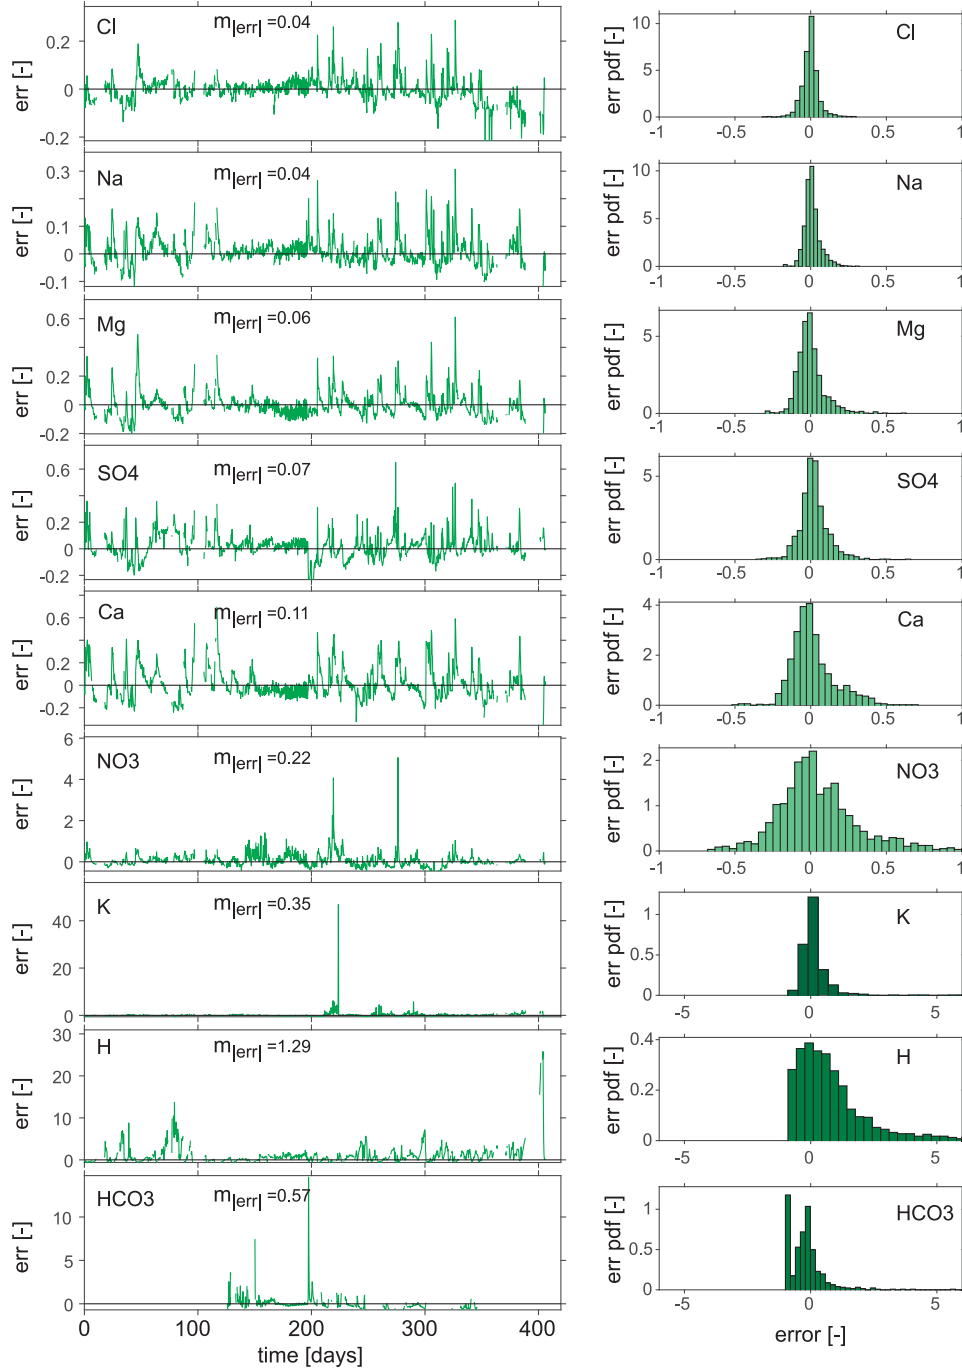 Cl
m|err| =0.04
err [-]
0.2
0
-0.2
Na
m|err| =0.04
err [-]
0.3
0
-0.1
Mg
m|err| =0.06
err [-]
0.6
0.2
0
-0.2
SO4
m|err| =0.07
err [-]
0.6
0.2
0
-0.2
Ca
m|err| =0.11
err [-]
0.6
0.2
0
-0.2
NO3
m|err| =0.22
err [-]
6
4
2
0
K
m|err| =0.35
err [-]
40
20
0
H
m|err| =1.29
err [-]
30
20
10
0
HCO3
m|err| =0.57
err [-]
10
5
0
0 100 200 300 400
time [days]
Cl
err pdf [-]
10
5
0
-1 -0.5 0 0.5 1
Na
err pdf [-]
10
5
0
-1 -0.5 0 0.5 1
Mg
err pdf [-]
5
0
-1 -0.5 0 0.5 1
SO4
err pdf [-]
5
0
-1 -0.5 0 0.5 1
Ca
err pdf [-]
4
2
0
-1 -0.5 0 0.5 1
NO3
err pdf [-]
2
1
0
-1 -0.5 0 0.5 1
K
err pdf [-]
1
0.5
0
-5 0 5
H
err pdf [-]
0.4
0.2
0
-5 0 5
HCO3
err pdf [-]
1
0.5
0
-5 0 5
error [-]